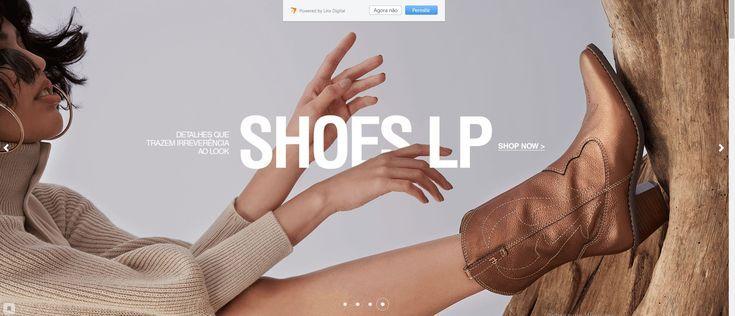 Powered by Linx Digital
Agora não
Permitir
DETALHES QUE
TRAZEM IRREVERÊNCIA
AO LOOK
SHOES LP
SHOP NOW >